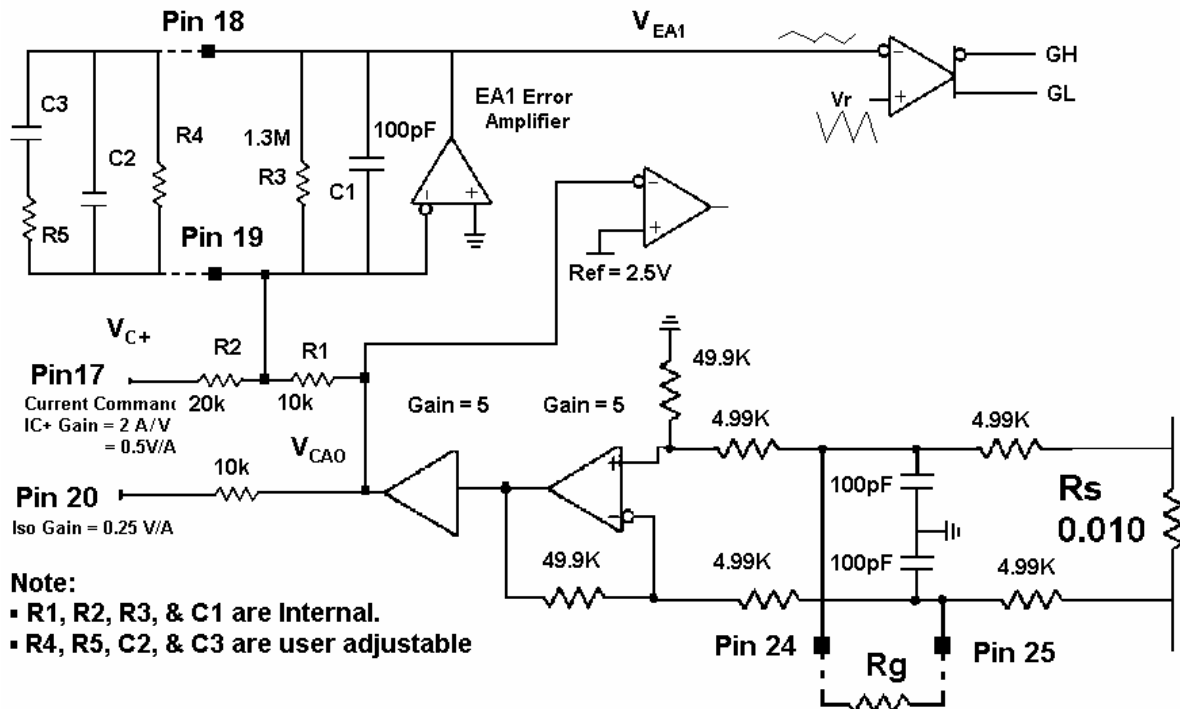 Pin 18
V_EA1
GH
GL
Vr
EA1 Error
Amplifier
C3
C2
R4
1.3M
R3
100pF
C1
R5
Pin 19
Ref = 2.5V
V_C+
R2
R1
Pin17
20k
10k
Current Command
IC+ Gain = 2 A/V
= 0.5V/A
Gain = 5
Gain = 5
49.9K
4.99K
4.99K
V_CAO
10k
Pin 20
Iso Gain = 0.25 V/A
100pF
Rs
0.010
100pF
49.9K
4.99K
4.99K
Note:
▪ R1, R2, R3, & C1 are Internal.
▪ R4, R5, C2, & C3 are user adjustable
Pin 24
Rg
Pin 25